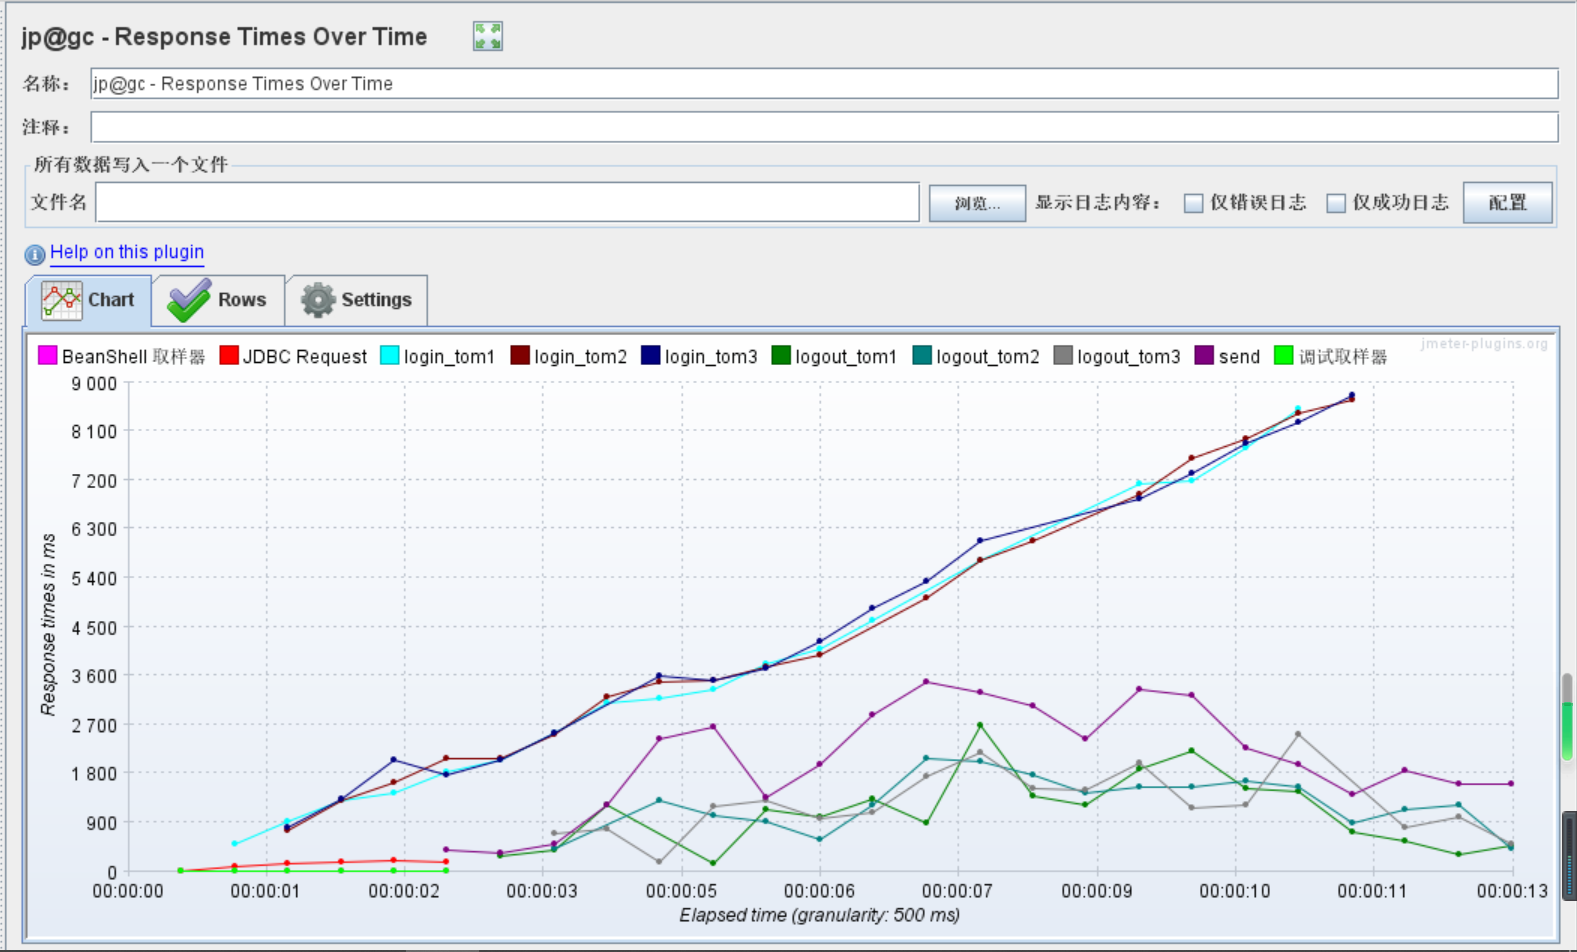 jp@gc - Response Times Over Time
名称： jp@gc - Response Times Over Time
注释：
所有数据写入一个文件
文件名 浏览... 显示日志内容： 仅错误日志 仅成功日志 配置
Help on this plugin
Chart Rows Settings
jmeter-plugins.org
BeanShell 取样器 JDBC Request login_tom1 login_tom2 login_tom3 logout_tom1 logout_tom2 logout_tom3 send 调试取样器
9 000
8 100
7 200
6 300
5 400
4 500
3 600
2 700
1 800
900
0
Response times in ms
00:00:00 00:00:01 00:00:02 00:00:03 00:00:05 00:00:06 00:00:07 00:00:09 00:00:10 00:00:11 00:00:13
Elapsed time (granularity: 500 ms)